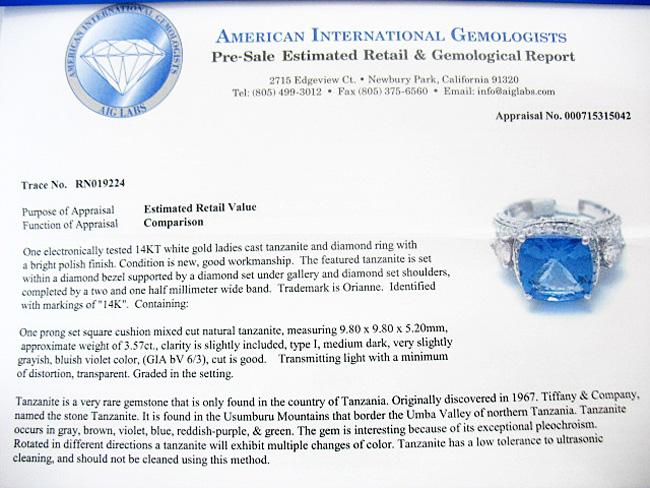 AMERICAN INTERNATIONAL GEMOLOGISTS
AIG LABS
AMERICAN INTERNATIONAL GEMOLOGISTS
Pre-Sale Estimated Retail & Gemological Report
2715 Edgeview Ct. • Newbury Park, California 91320
Tel: (805) 499-3012 • Fax (805) 375-6560 • Email: info@aiglabs.com
Appraisal No. 000715315042
Trace No. RN019224
Purpose of Appraisal Estimated Retail Value
Function of Appraisal Comparison
One electronically tested 14KT white gold ladies cast tanzanite and diamond ring with
a bright polish finish. Condition is new, good workmanship. The featured tanzanite is set
within a diamond bezel supported by a diamond set under gallery and diamond set shoulders,
completed by a two and one half millimeter wide band. Trademark is Orianne. Identified
with markings of "14K". Containing:
One prong set square cushion mixed cut natural tanzanite, measuring 9.80 x 9.80 x 5.20mm,
approximate weight of 3.57ct., clarity is slightly included, type I, medium dark, very slightly
grayish, bluish violet color, (GIA bV 6/3), cut is good. Transmitting light with a minimum
of distortion, transparent. Graded in the setting.
Tanzanite is a very rare gemstone that is only found in the country of Tanzania. Originally discovered in 1967. Tiffany & Company,
named the stone Tanzanite. It is found in the Usumburu Mountains that border the Umba Valley of northern Tanzania. Tanzanite
occurs in gray, brown, violet, blue, reddish-purple, & green. The gem is interesting because of its exceptional pleochroism.
Rotated in different directions a tanzanite will exhibit multiple changes of color. Tanzanite has a low tolerance to ultrasonic
cleaning, and should not be cleaned using this method.